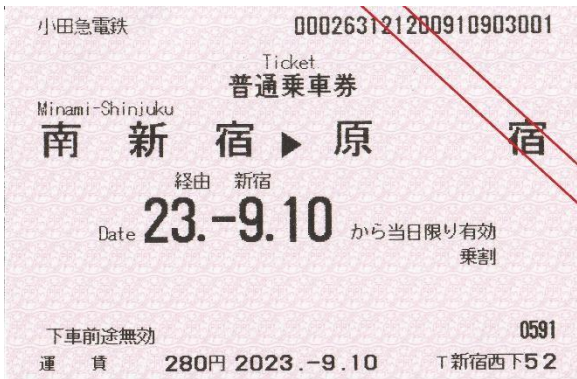 小田急電鉄 000263121200910903001
Ticket
普通乗車券
Minami-Shinjuku
南新宿▶原宿
経由 新宿
Date 23.-9.10 から当日限り有効
乗割
0591
下車前途無効
運賃 280円 2023.-9.10 T新宿西下52